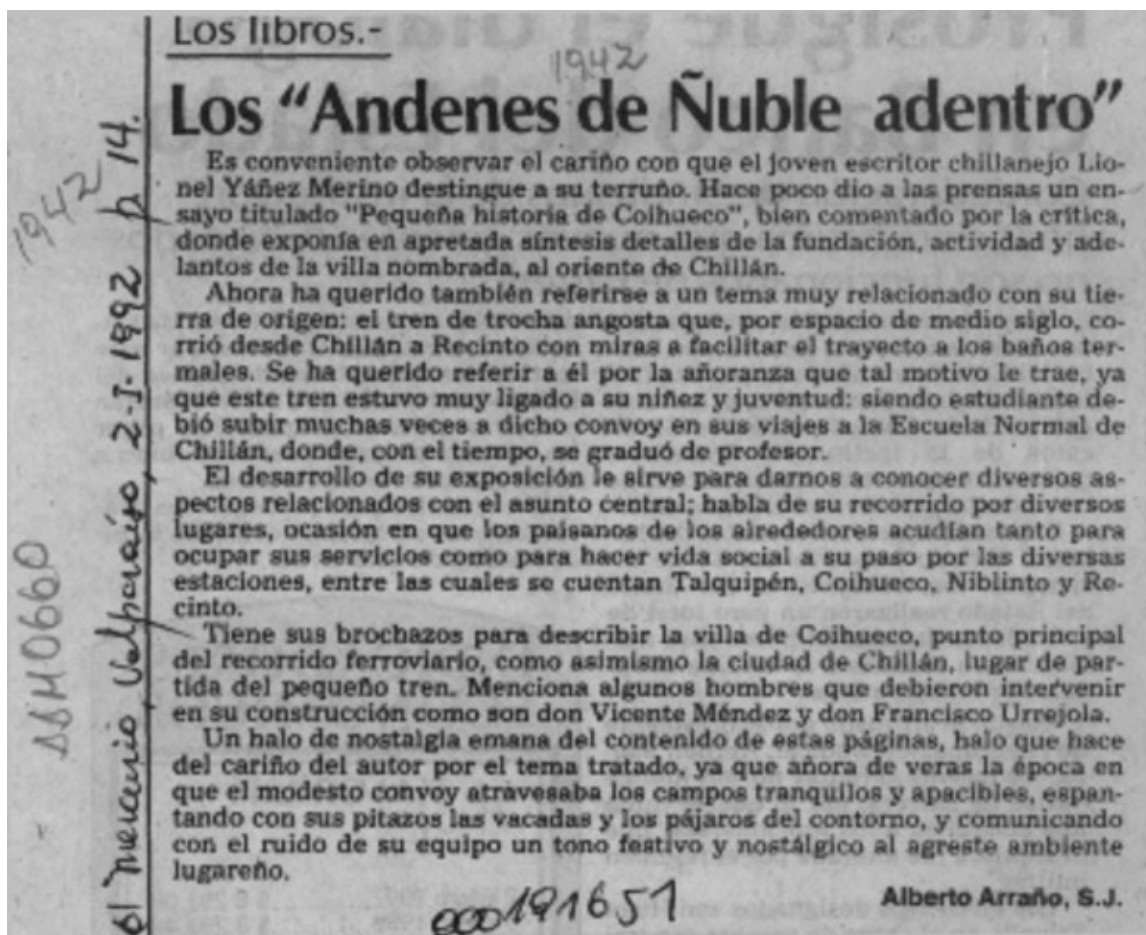 Los libros.-
1942
Los "Andenes de Ñuble adentro"
Es conveniente observar el cariño con que el joven escritor chillanejo Lio-
nel Yáñez Merino destingue a su terruño. Hace poco dio a las prensas un en-
sayo titulado "Pequeña historia de Coihueco", bien comentado por la crítica,
donde exponía en apretada síntesis detalles de la fundación, actividad y ade-
lantos de la villa nombrada, al oriente de Chillán.
Ahora ha querido también referirse a un tema muy relacionado con su tie-
rra de origen: el tren de trocha angosta que, por espacio de medio siglo, co-
rrió desde Chillán a Recinto con miras a facilitar el trayecto a los baños ter-
males. Se ha querido referir a él por la añoranza que tal motivo le trae, ya
que este tren estuvo muy ligado a su niñez y juventud: siendo estudiante de-
bió subir muchas veces a dicho convoy en sus viajes a la Escuela Normal de
Chillán, donde, con el tiempo, se graduó de profesor.
El desarrollo de su exposición le sirve para darnos a conocer diversos as-
pectos relacionados con el asunto central; habla de su recorrido por diversos
lugares, ocasión en que los paisanos de los alrededores acudían tanto para
ocupar sus servicios como para hacer vida social a su paso por las diversas
estaciones, entre las cuales se cuentan Talquipén, Coihueco, Niblinto y Re-
cinto.
Tiene sus brochazos para describir la villa de Coihueco, punto principal
del recorrido ferroviario, como asimismo la ciudad de Chillán, lugar de par-
tida del pequeño tren. Menciona algunos hombres que debieron intervenir
en su construcción como son don Vicente Méndez y don Francisco Urrejola.
Un halo de nostalgia emana del contenido de estas páginas, halo que hace
del cariño del autor por el tema tratado, ya que añora de veras la época en
que el modesto convoy atravesaba los campos tranquilos y apacibles, espan-
tando con sus pitazos las vacadas y los pájaros del contorno, y comunicando
con el ruido de su equipo un tono festivo y nostálgico al agreste ambiente
lugareño.
Alberto Arraño, S.J.
000191651
El Mercurio, Valparaíso, 2-I-1992 p. 14.
1942
AAM0660